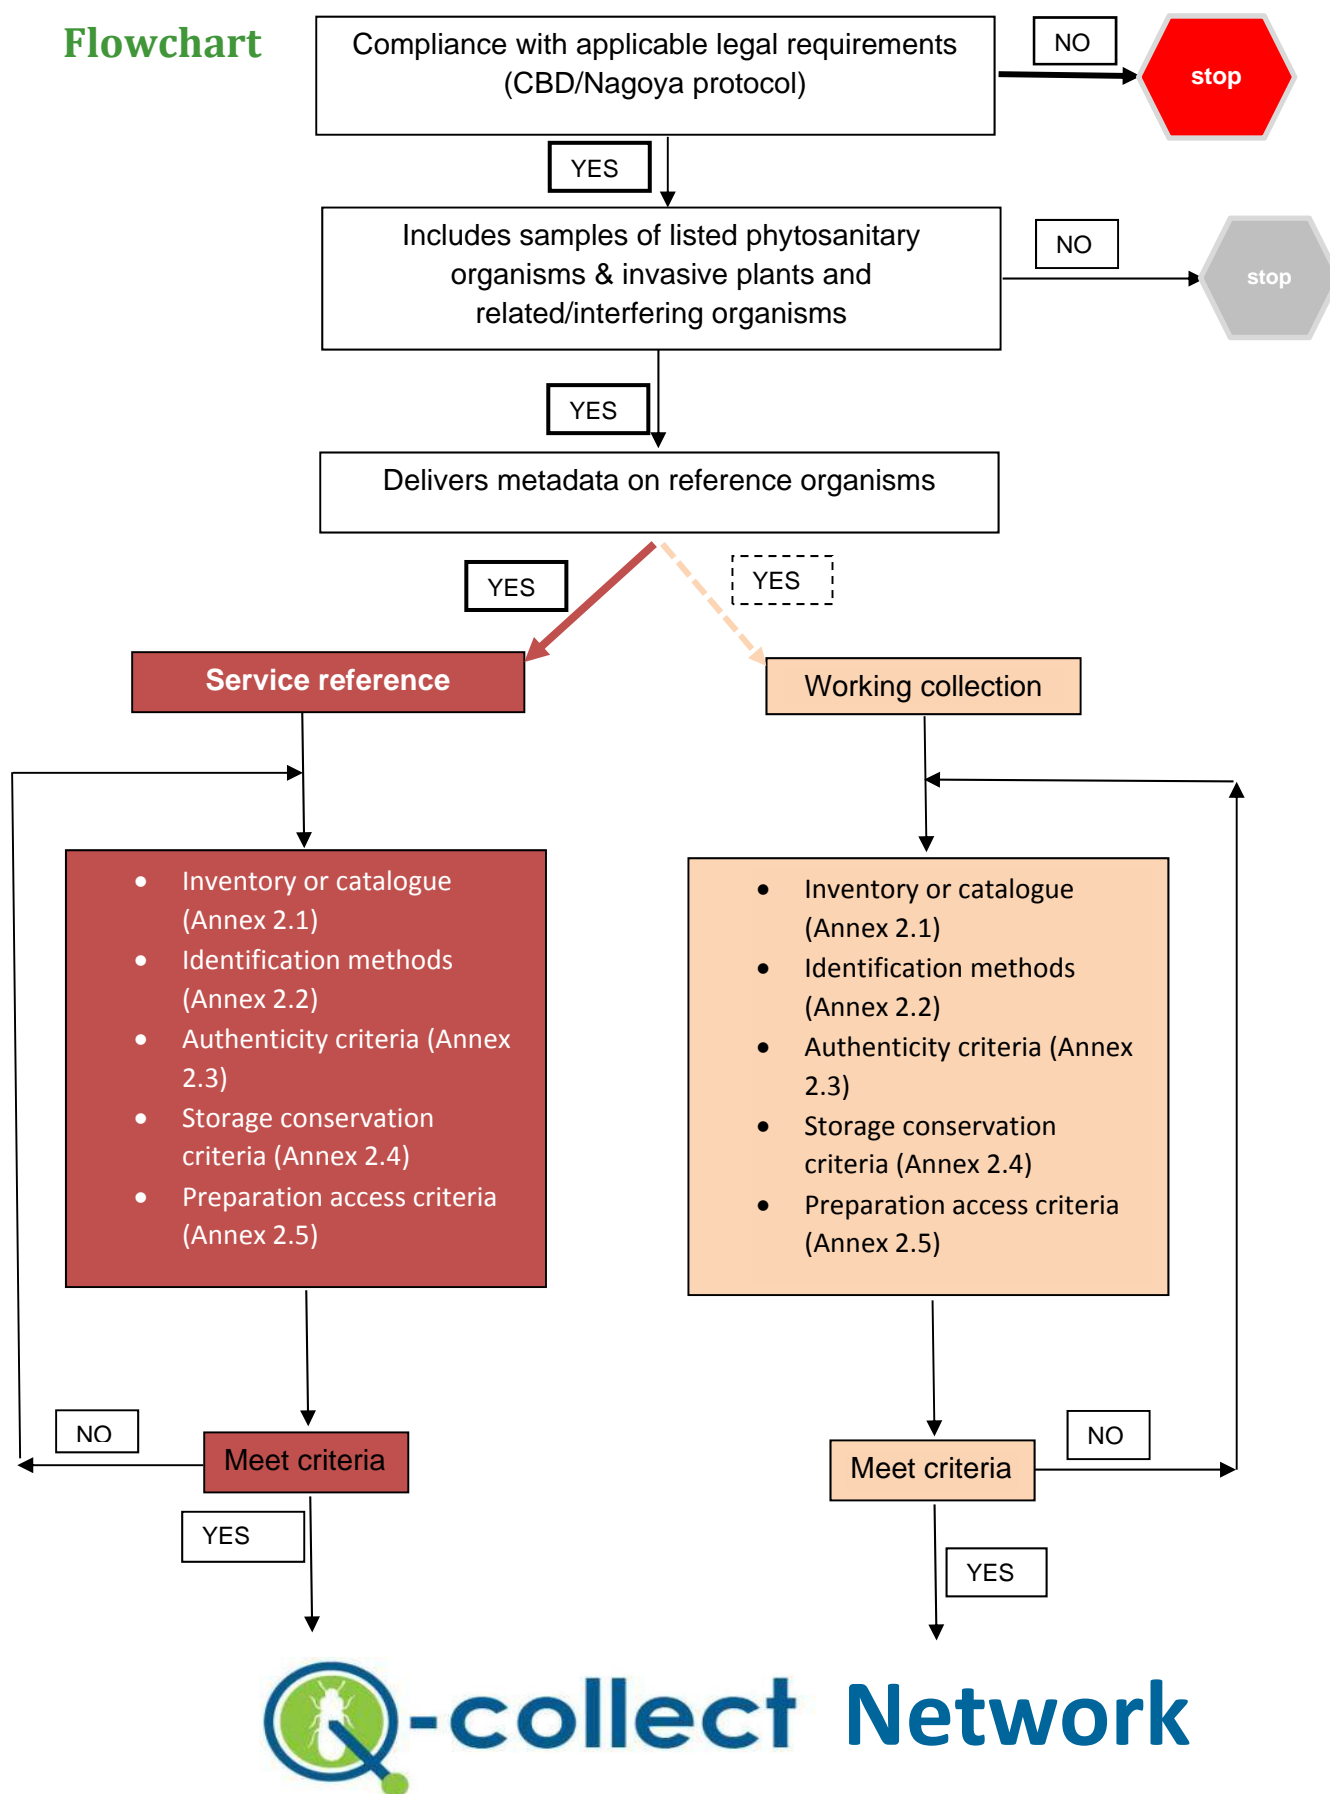 Flowchart
Compliance with applicable legal requirements
(CBD/Nagoya protocol)
NO
stop
YES
Includes samples of listed phytosanitary
organisms & invasive plants and
related/interfering organisms
NO
stop
YES
Delivers metadata on reference organisms
YES
YES
Service reference
Working collection
• Inventory or catalogue
(Annex 2.1)
• Identification methods
(Annex 2.2)
• Authenticity criteria (Annex
2.3)
• Storage conservation
criteria (Annex 2.4)
• Preparation access criteria
(Annex 2.5)
• Inventory or catalogue
(Annex 2.1)
• Identification methods
(Annex 2.2)
• Authenticity criteria (Annex
2.3)
• Storage conservation
criteria (Annex 2.4)
• Preparation access criteria
(Annex 2.5)
NO
Meet criteria
YES
Meet criteria
NO
YES
Q-collect Network